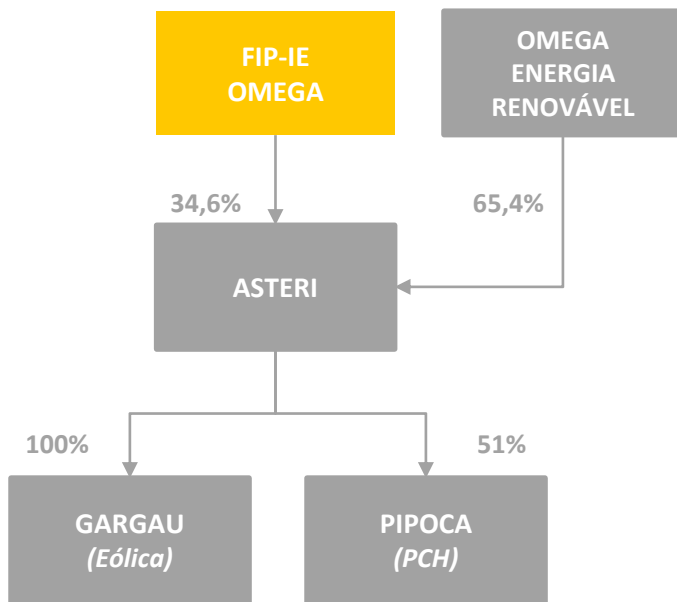 FIP-IE
OMEGA
OMEGA
ENERGIA
RENOVÁVEL
34,6%
65,4%
ASTERI
100%
51%
GARGAU
(Eólica)
PIPOCA
(PCH)